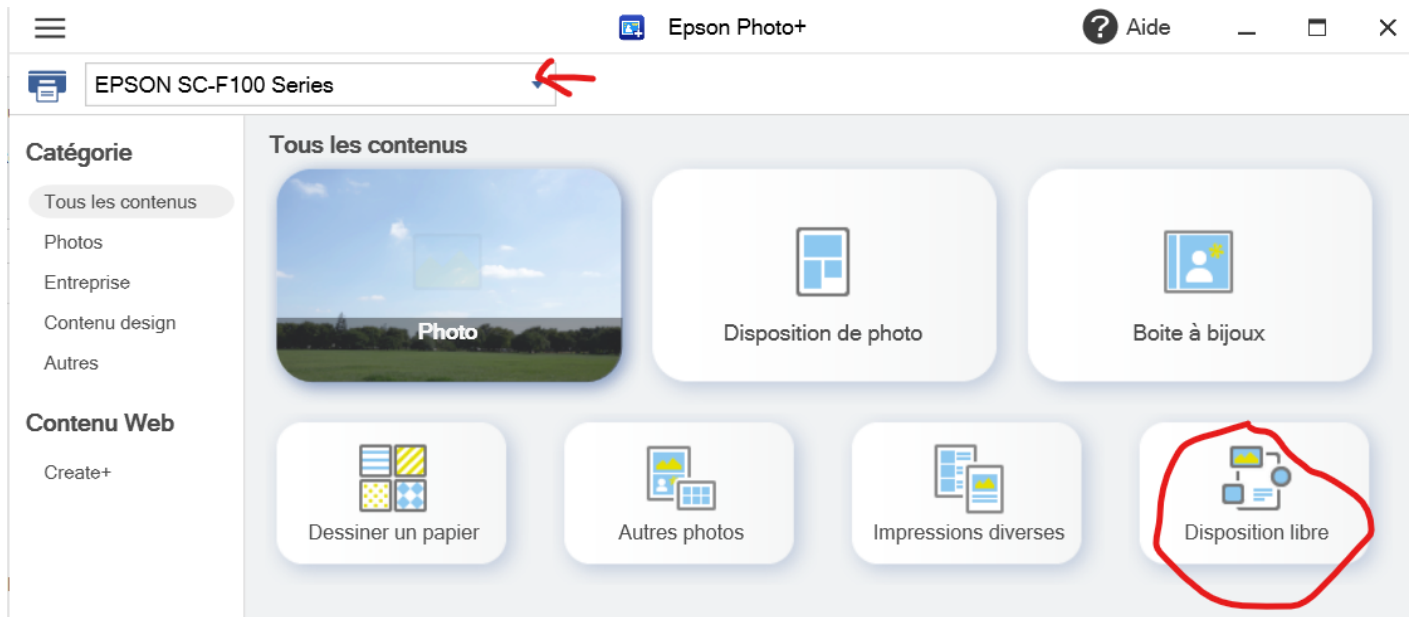 Epson Photo+
? Aide
EPSON SC-F100 Series
Catégorie
Tous les contenus
Photos
Entreprise
Contenu design
Autres
Contenu Web
Create+
Tous les contenus
Photo
Disposition de photo
Boite à bijoux
Dessiner un papier
Autres photos
Impressions diverses
Disposition libre